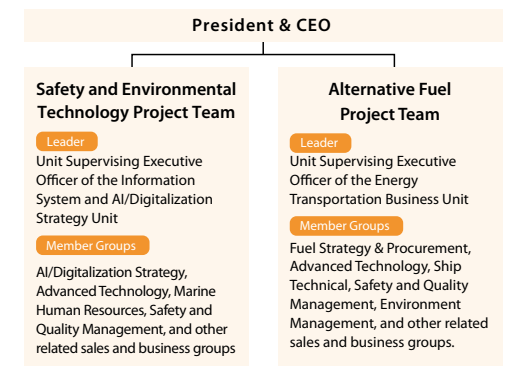 President & CEO
Safety and Environmental
Technology Project Team
Leader
Unit Supervising Executive
Officer of the Information
System and AI/Digitalization
Strategy Unit
Member Groups
AI/Digitalization Strategy,
Advanced Technology, Marine
Human Resources, Safety and
Quality Management, and other
related sales and business groups
Alternative Fuel
Project Team
Leader
Unit Supervising Executive
Officer of the Energy
Transportation Business Unit
Member Groups
Fuel Strategy & Procurement,
Advanced Technology, Ship
Technical, Safety and Quality
Management, Environment
Management, and other related
sales and business groups.